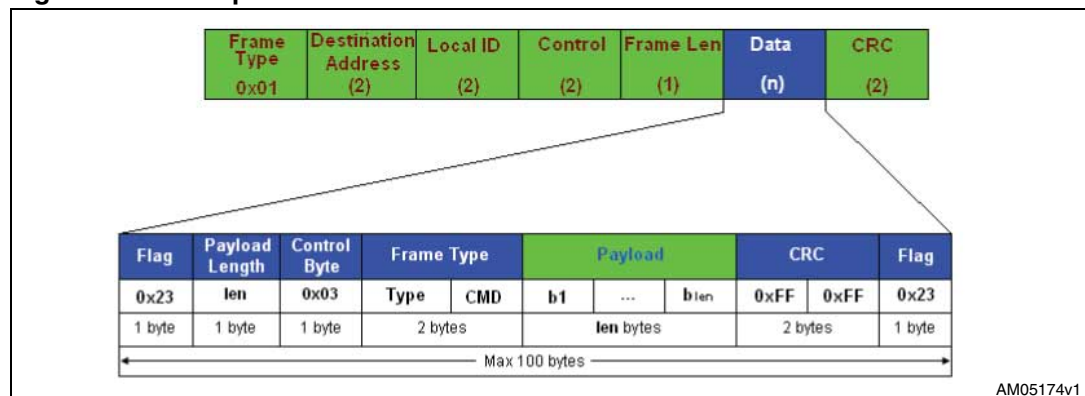 Frame Type 0x01 Destination Address (2) Local ID (2) Control (2) Frame Len (1) Data (n) CRC (2)
Flag Payload Length Control Byte Frame Type Payload CRC Flag
0x23 len 0x03 Type CMD b1 ... blen 0xFF 0xFF 0x23
1 byte 1 byte 1 byte 2 bytes len bytes 2 bytes 1 byte
Max 100 bytes
AM05174v1